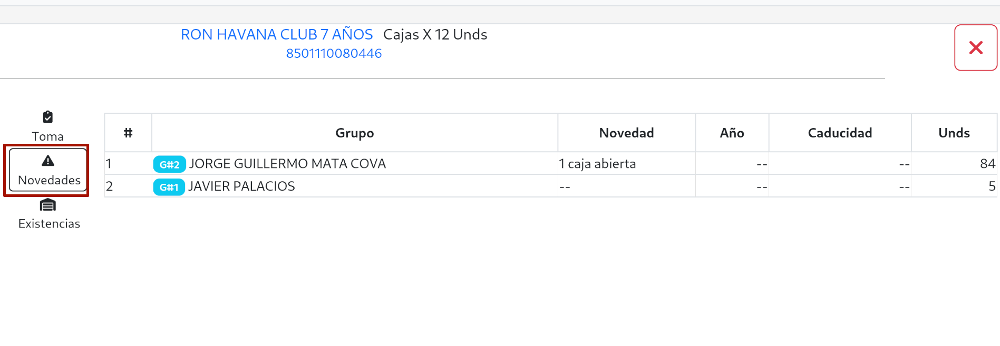 RON HAVANA CLUB 7 AÑOS Cajas X 12 Unds
8501110080446
Toma
Novedades
Existencias
# Grupo Novedad Año Caducidad Unds
1 G#2 JORGE GUILLERMO MATA COVA 1 caja abierta -- -- 84
2 G#1 JAVIER PALACIOS -- -- -- 5